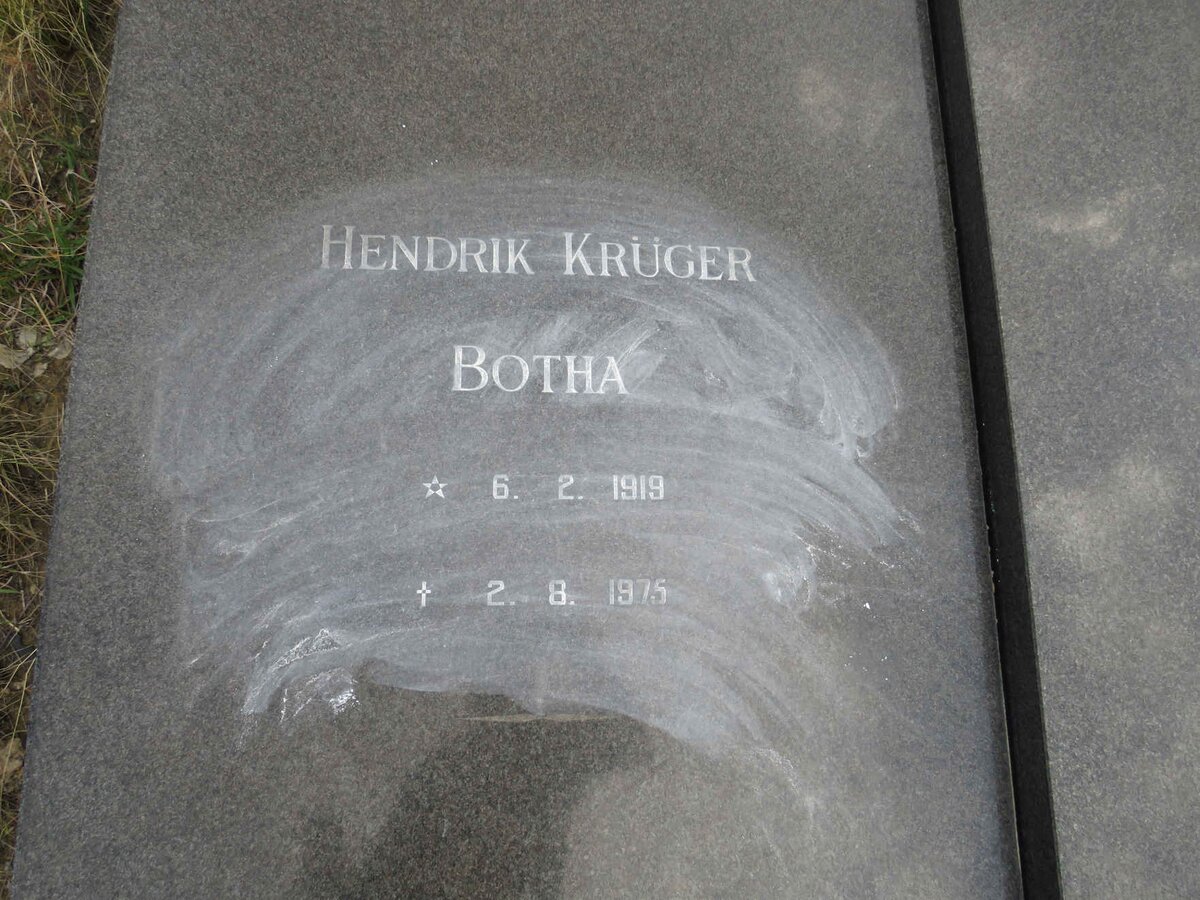 HENDRIK KRÜGER
BOTHA
☆ 6. 2. 1919
† 2. 8. 1975